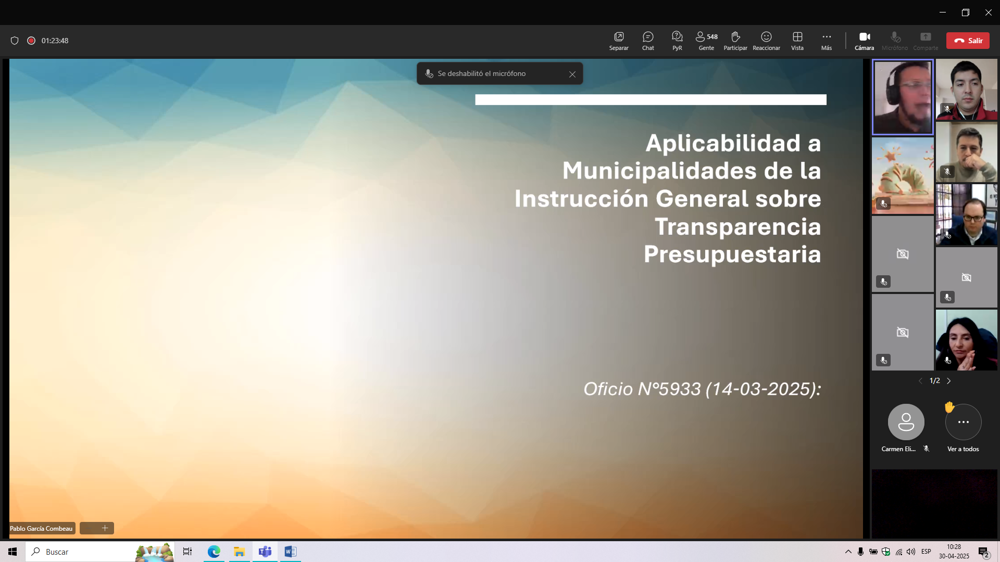 01:23:48
Separar
Chat
PyR
548
Gente
Participar
Reaccionar
Vista
Más
Cámara
Micrófono
Comparte
Salir
Se deshabilitó el micrófono
Aplicabilidad a
Municipalidades de la
Instrucción General sobre
Transparencia
Presupuestaria
Oficio N°5933 (14-03-2025):
1/2
Carmen Eli...
Ver a todos
Pablo García Combeau
Buscar
ESP
10:28
30-04-2025
2